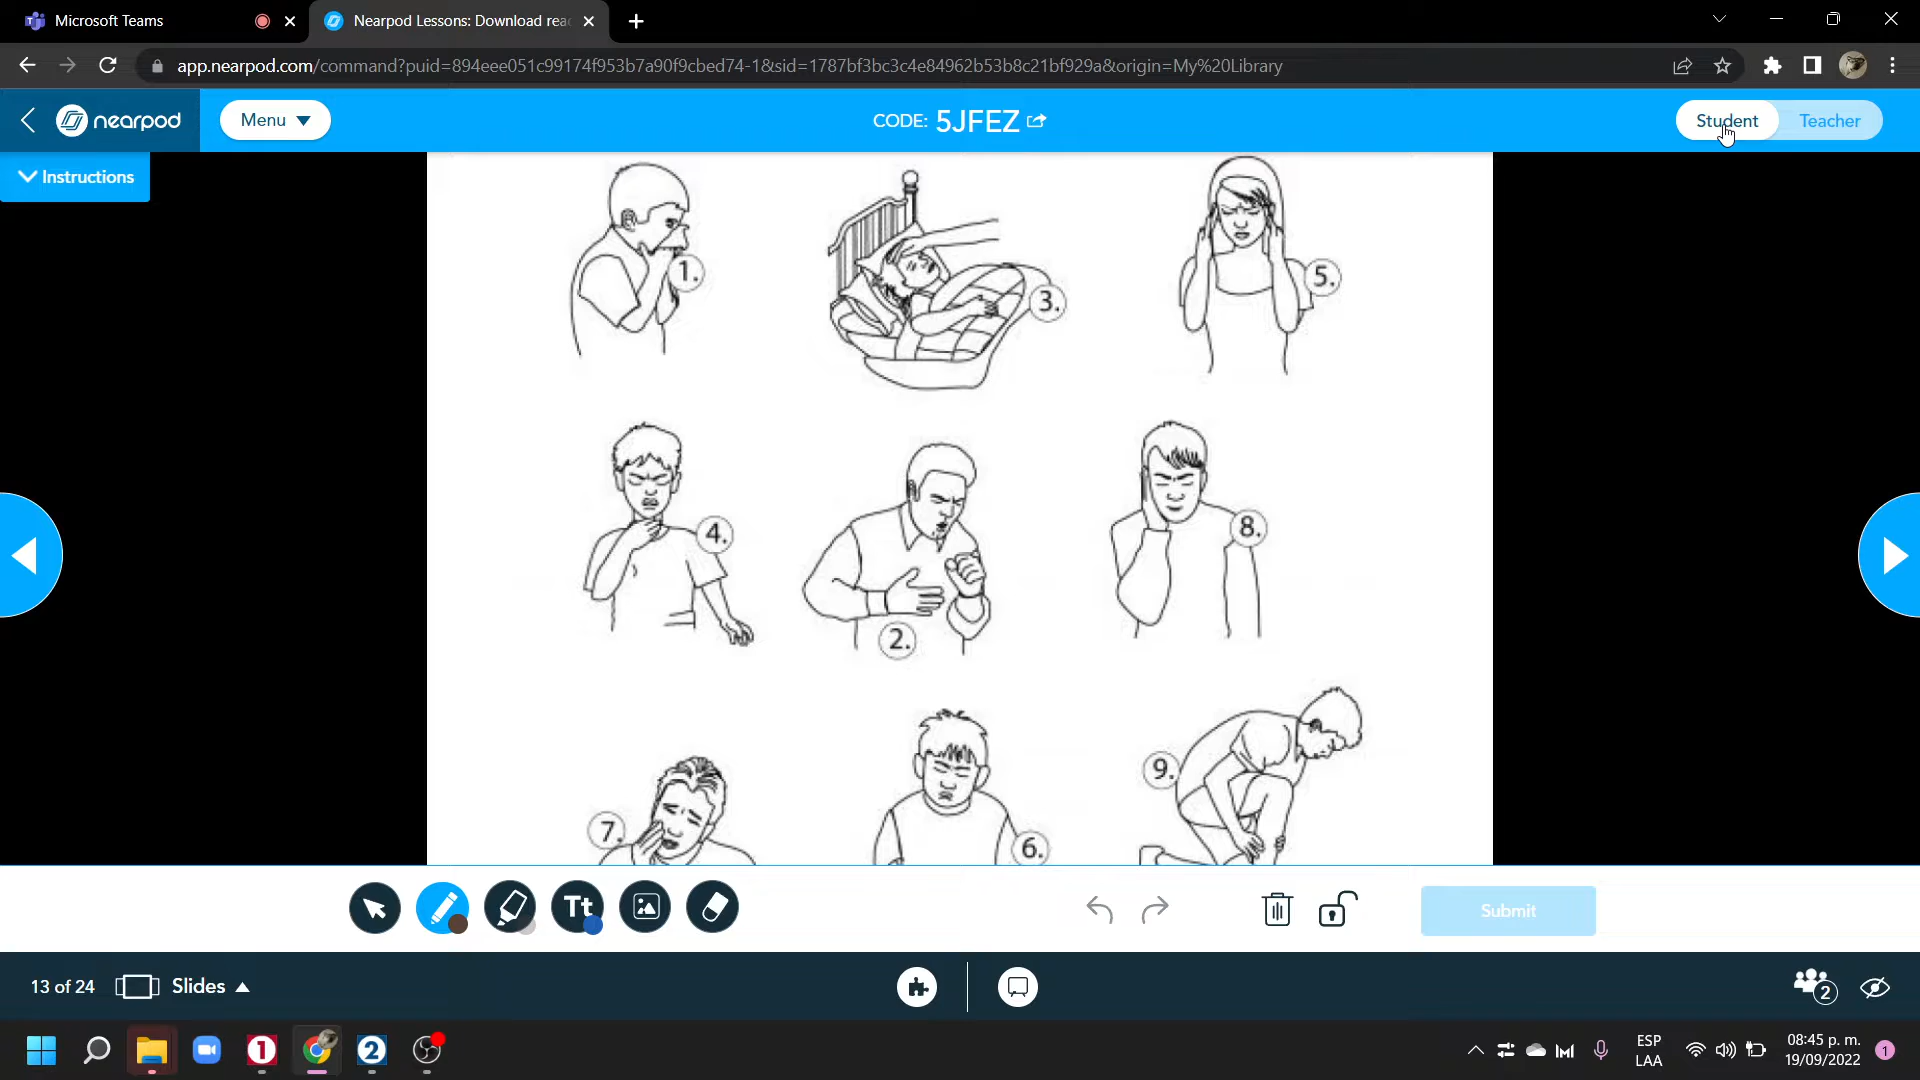 Microsoft Teams
Nearpod Lessons: Download rea
app.nearpod.com/command?puid=894eee051c99174f953b7a90f9cbed74-1&sid=1787bf3bc3c4e84962b53b8c21bf929a&origin=My%20Library
nearpod
Menu
CODE: 5JFEZ
Student
Teacher
Instructions
1.
3.
5.
4.
2.
8.
7.
6.
9.
Tt
Submit
13 of 24
Slides
2
1
2
ESP
LAA
08:45 p. m.
19/09/2022
1